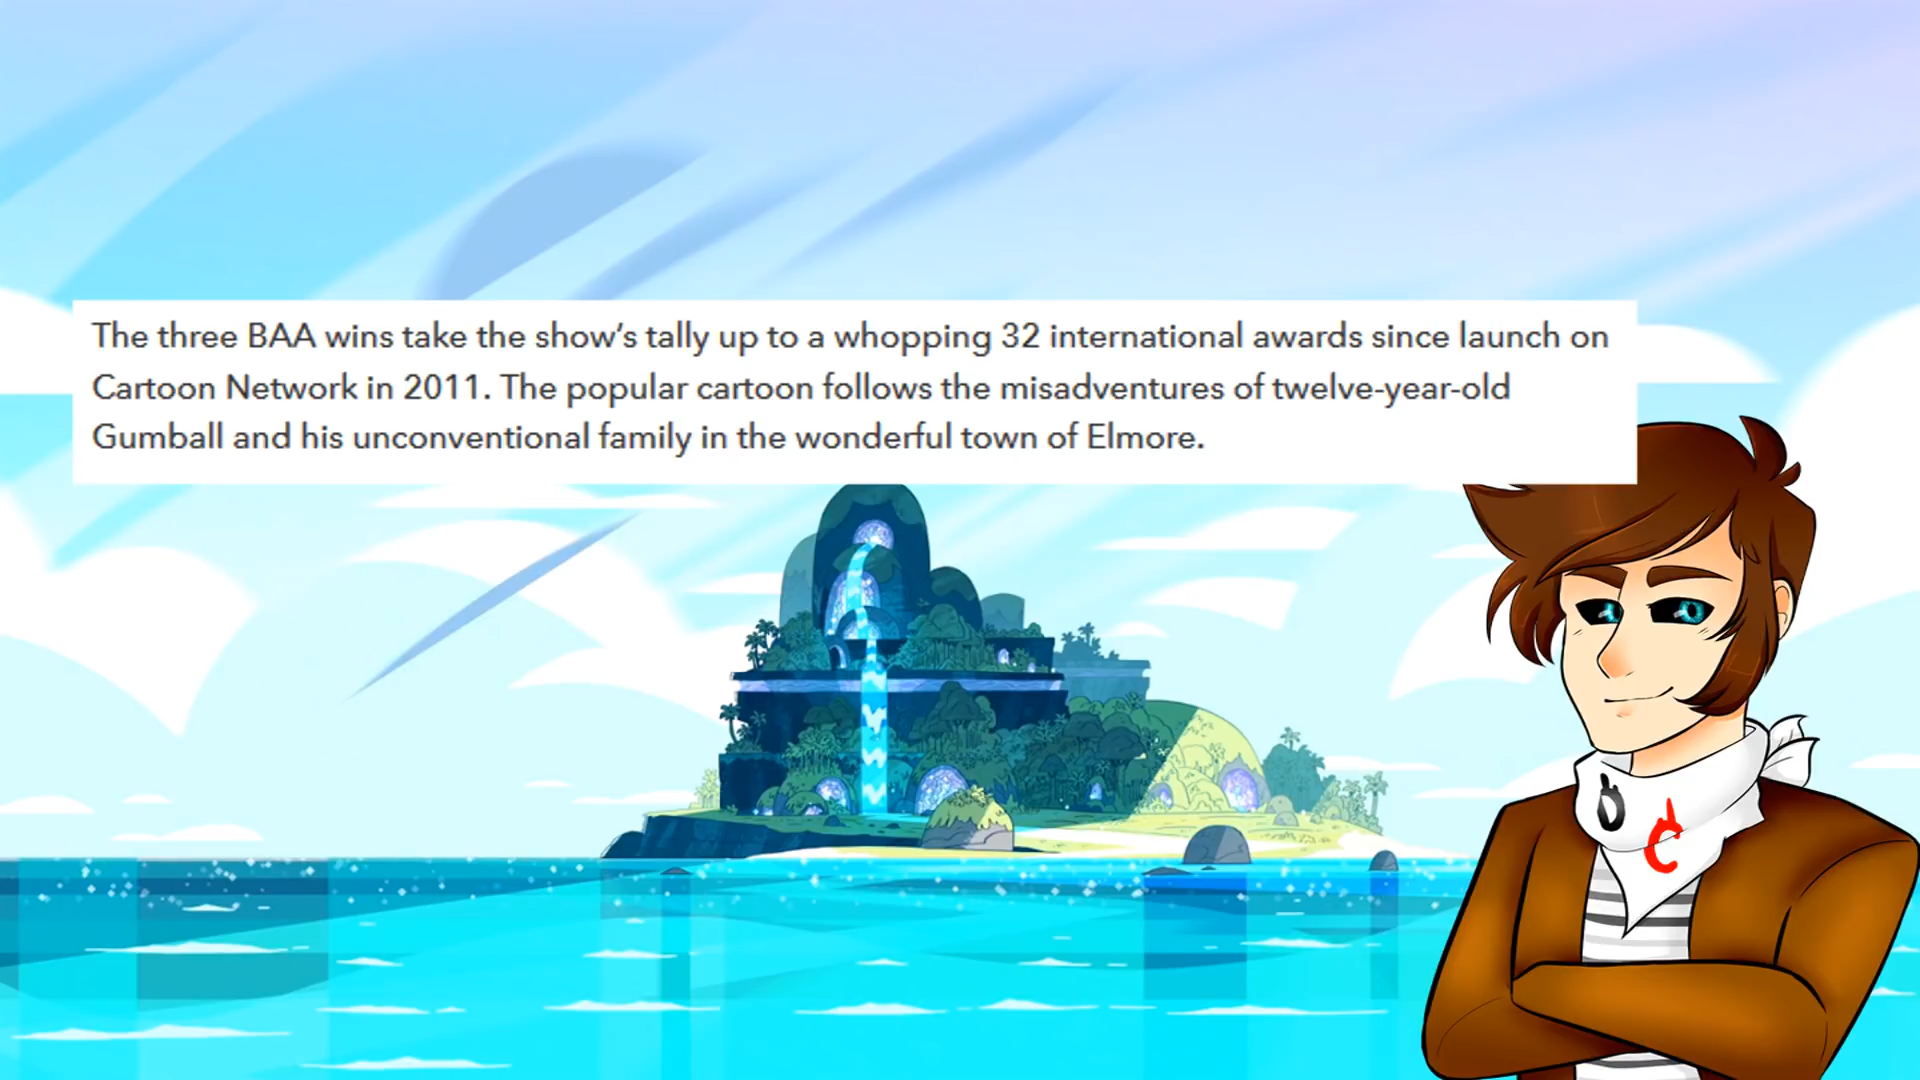 The three BAA wins take the show's tally up to a whopping 32 international awards since launch on
Cartoon Network in 2011. The popular cartoon follows the misadventures of twelve-year-old
Gumball and his unconventional family in the wonderful town of Elmore.